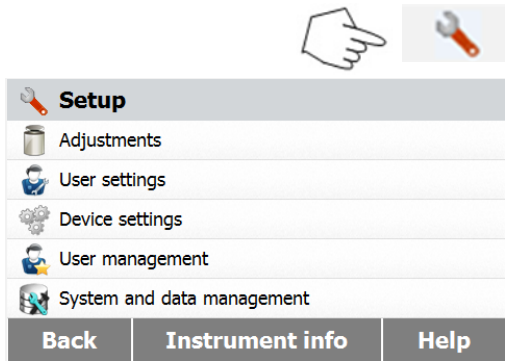 Setup
Adjustments
User settings
Device settings
User management
System and data management
Back Instrument info Help